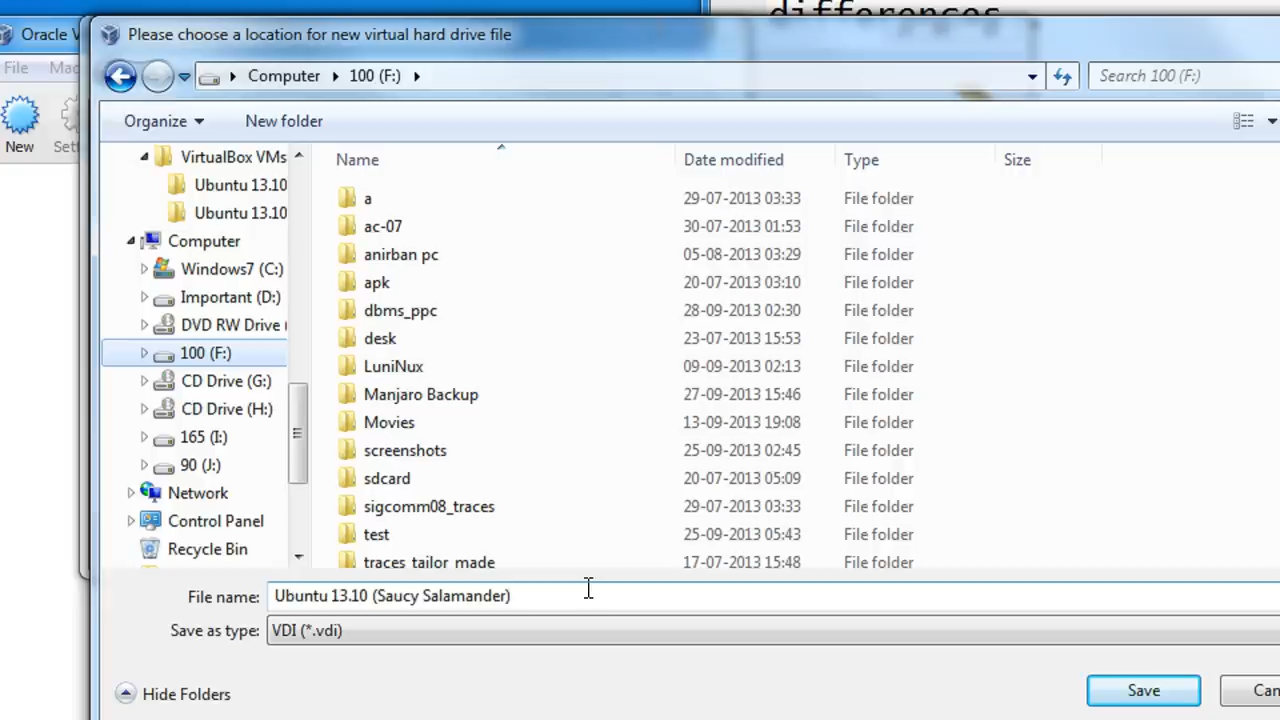 differences
Oracle V
Please choose a location for new virtual hard drive file
File Mac
Computer 100 (F:)
Search 100 (F:)
Organize New folder
New Sett
VirtualBox VMs
Ubuntu 13.10
Ubuntu 13.10
Computer
Windows7 (C:)
Important (D:)
DVD RW Drive (
100 (F:)
CD Drive (G:)
CD Drive (H:)
165 (I:)
90 (J:)
Network
Control Panel
Recycle Bin
Name Date modified Type Size
a 29-07-2013 03:33 File folder
ac-07 30-07-2013 01:53 File folder
anirban pc 05-08-2013 03:29 File folder
apk 20-07-2013 03:10 File folder
dbms_ppc 28-09-2013 02:30 File folder
desk 23-07-2013 15:53 File folder
LuniNux 09-09-2013 02:13 File folder
Manjaro Backup 27-09-2013 15:46 File folder
Movies 13-09-2013 19:08 File folder
screenshots 25-09-2013 02:45 File folder
sdcard 20-07-2013 05:09 File folder
sigcomm08_traces 29-07-2013 03:33 File folder
test 25-09-2013 05:43 File folder
traces_tailor_made 17-07-2013 15:48 File folder
File name: Ubuntu 13.10 (Saucy Salamander)
Save as type: VDI (*.vdi)
Hide Folders
Save Can